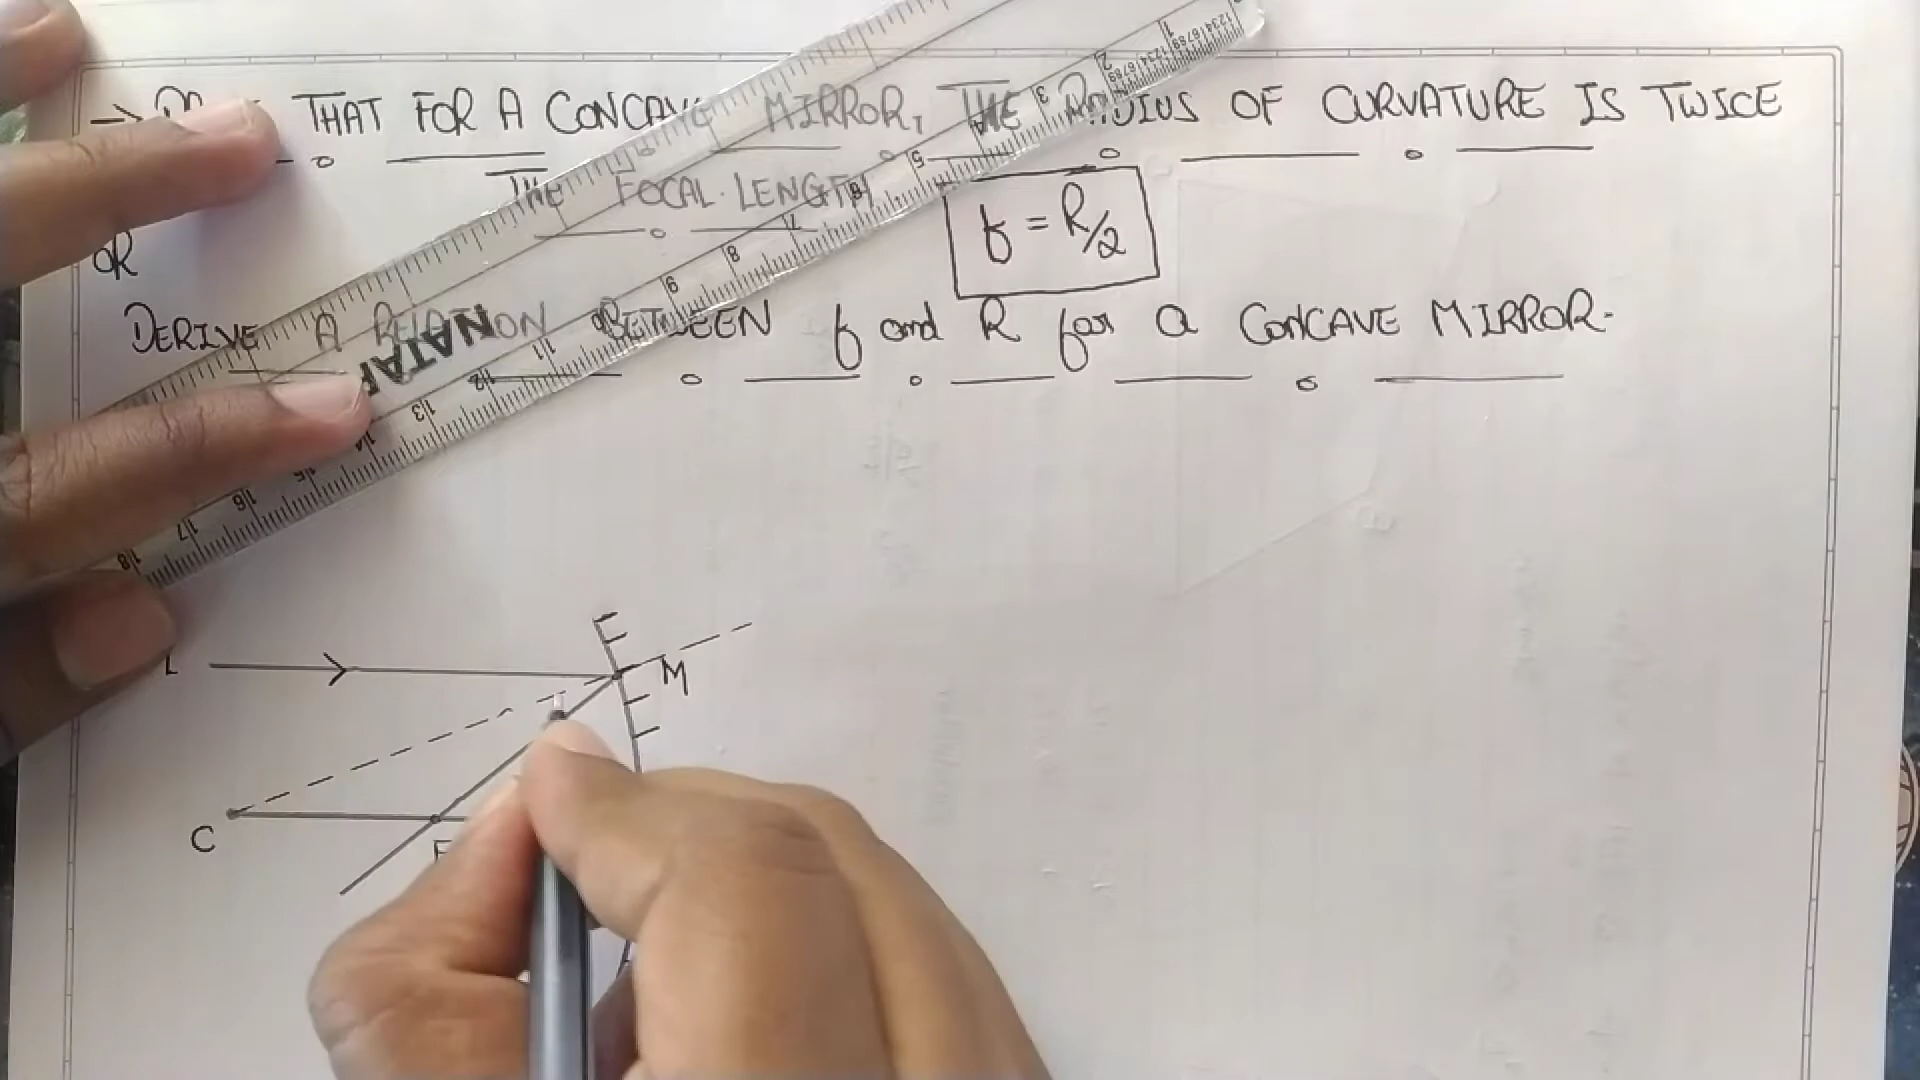 → THAT FOR A CONCAVE MIRROR, THE RADIUS OF CURVATURE IS TWICE
THE FOCAL LENGTH
f = R/2
OR
DERIVE A RELATION BETWEEN f and R for a CONCAVE MIRROR.
M
C
F